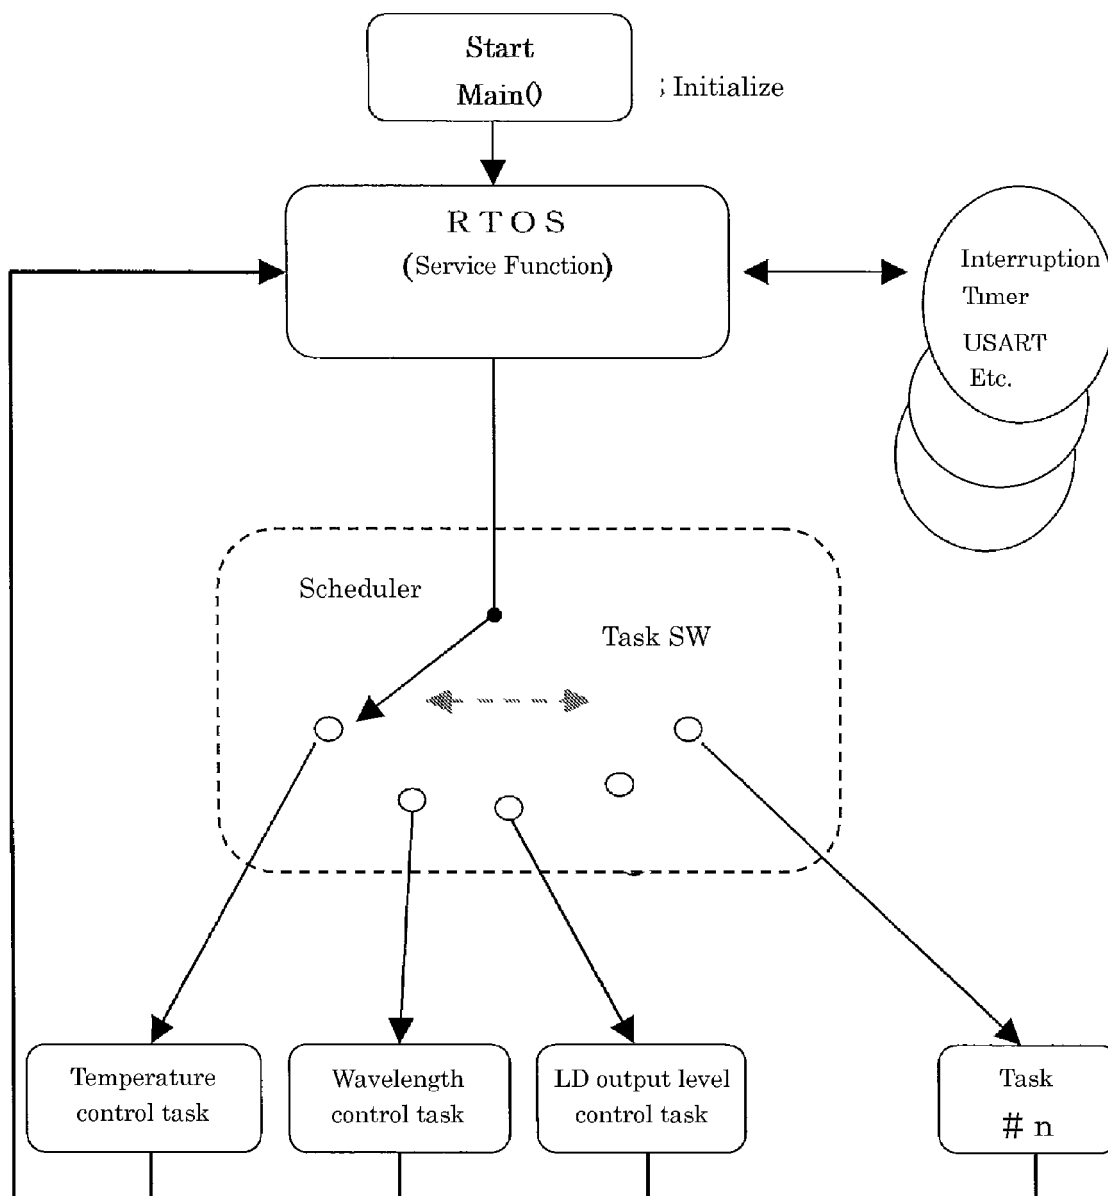 Start
Main()
; Initialize
RTOS
(Service Function)
Interruption
Timer
USART
Etc.
Scheduler
Task SW
Temperature
control task
Wavelength
control task
LD output level
control task
Task
# n